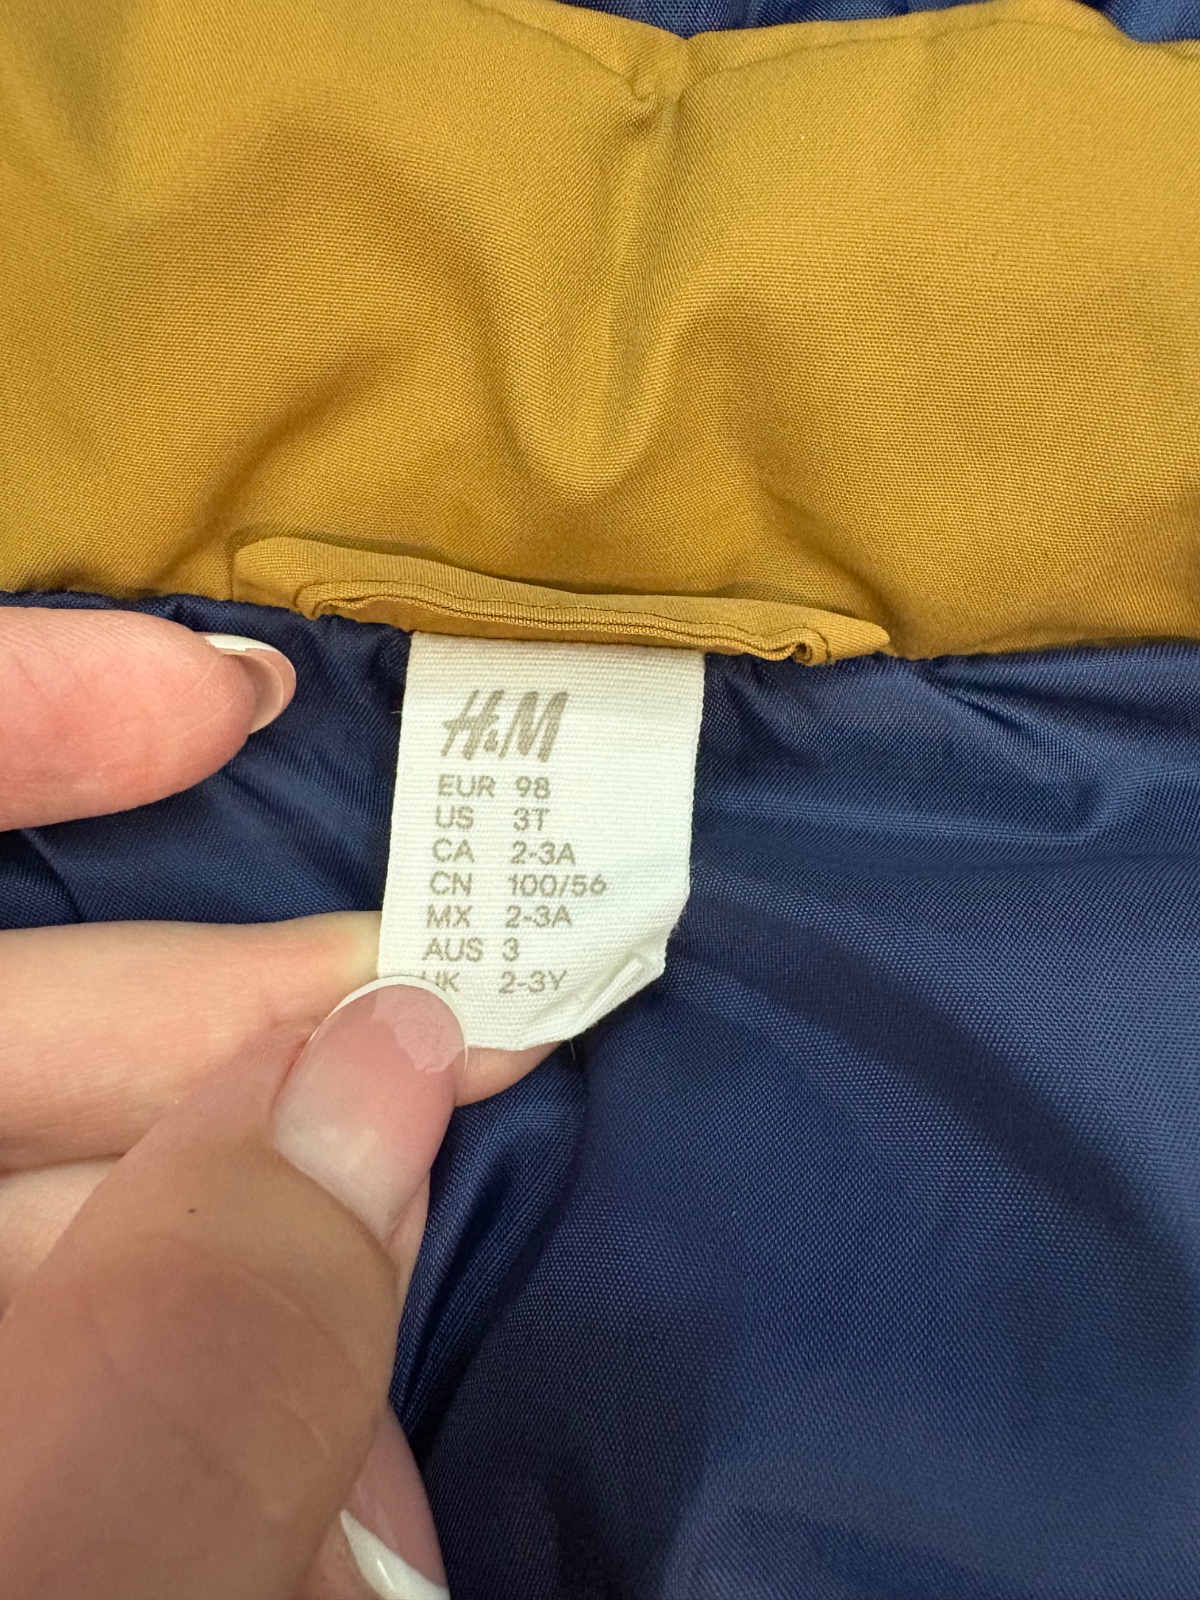 H&M
EUR 98
US 3T
CA 2-3A
CN 100/56
MX 2-3A
AUS 3
UK 2-3Y